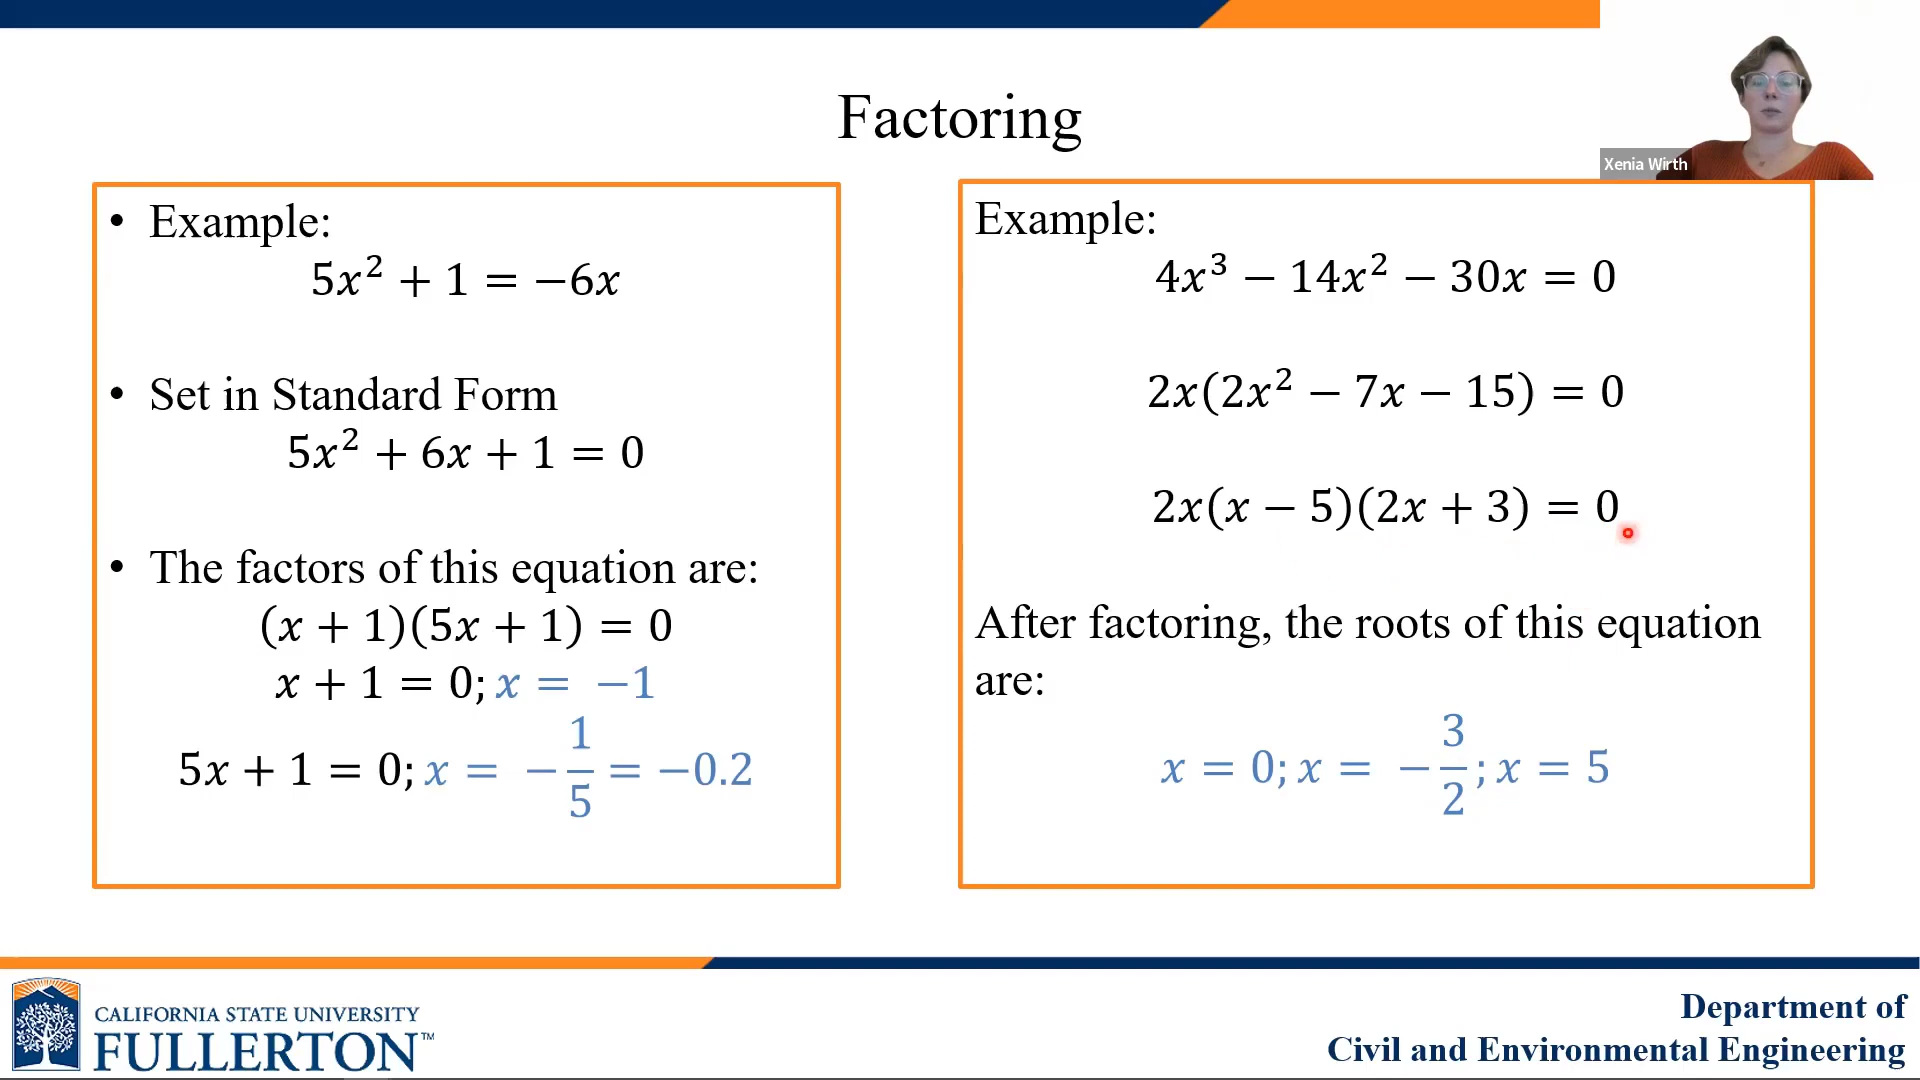 Factoring
Xenia Wirth
• Example:
5x² + 1 = −6x
• Set in Standard Form
5x² + 6x + 1 = 0
• The factors of this equation are:
(x + 1)(5x + 1) = 0
x + 1 = 0; x = −1
5x + 1 = 0; x = −1/5 = −0.2
Example:
4x³ − 14x² − 30x = 0
2x(2x² − 7x − 15) = 0
2x(x − 5)(2x + 3) = 0
After factoring, the roots of this equation
are:
x = 0; x = −3/2; x = 5
CALIFORNIA STATE UNIVERSITY
FULLERTON™
Department of
Civil and Environmental Engineering